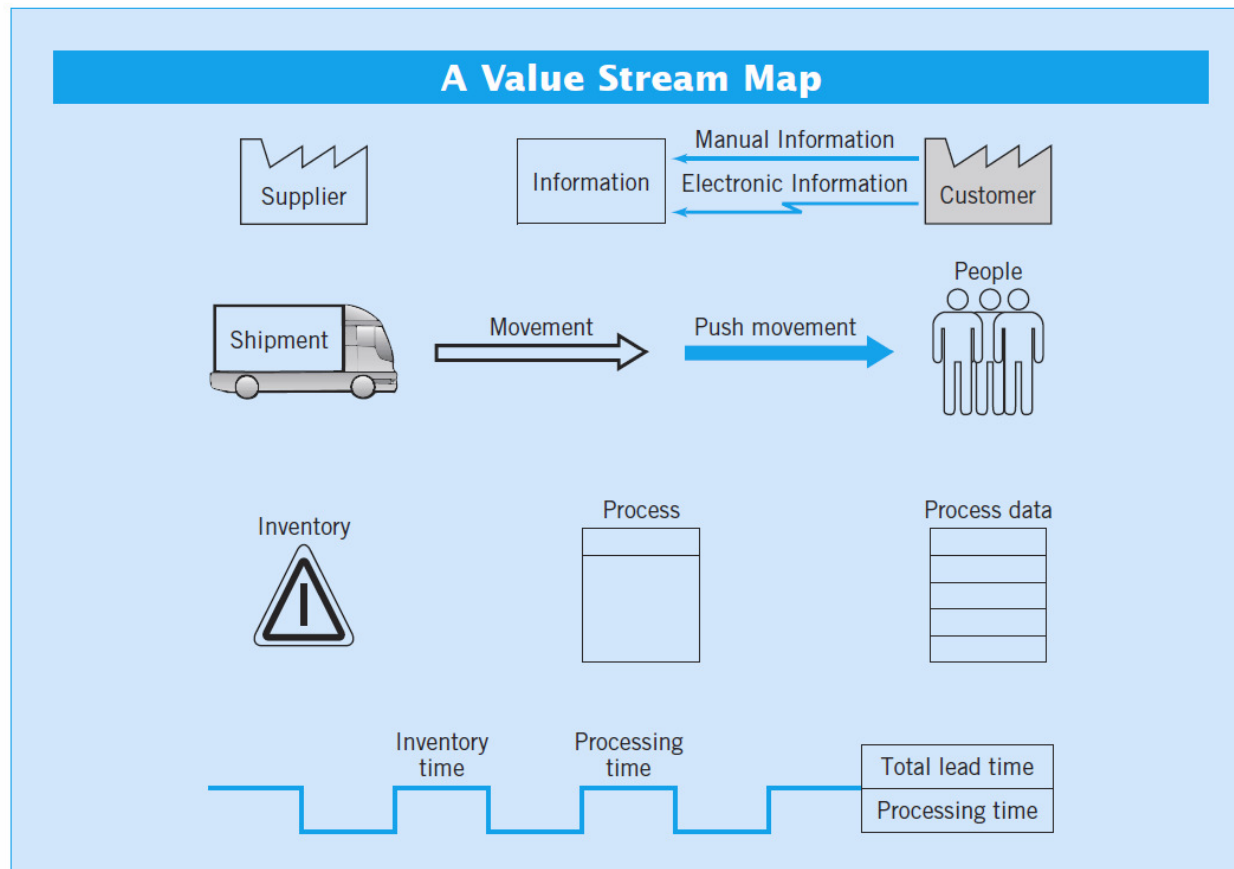 A Value Stream Map
Manual Information
Supplier
Information
Electronic Information
Customer
People
Shipment
Movement
Push movement
Inventory
Process
Process data
Inventory
time
Processing
time
Total lead time
Processing time